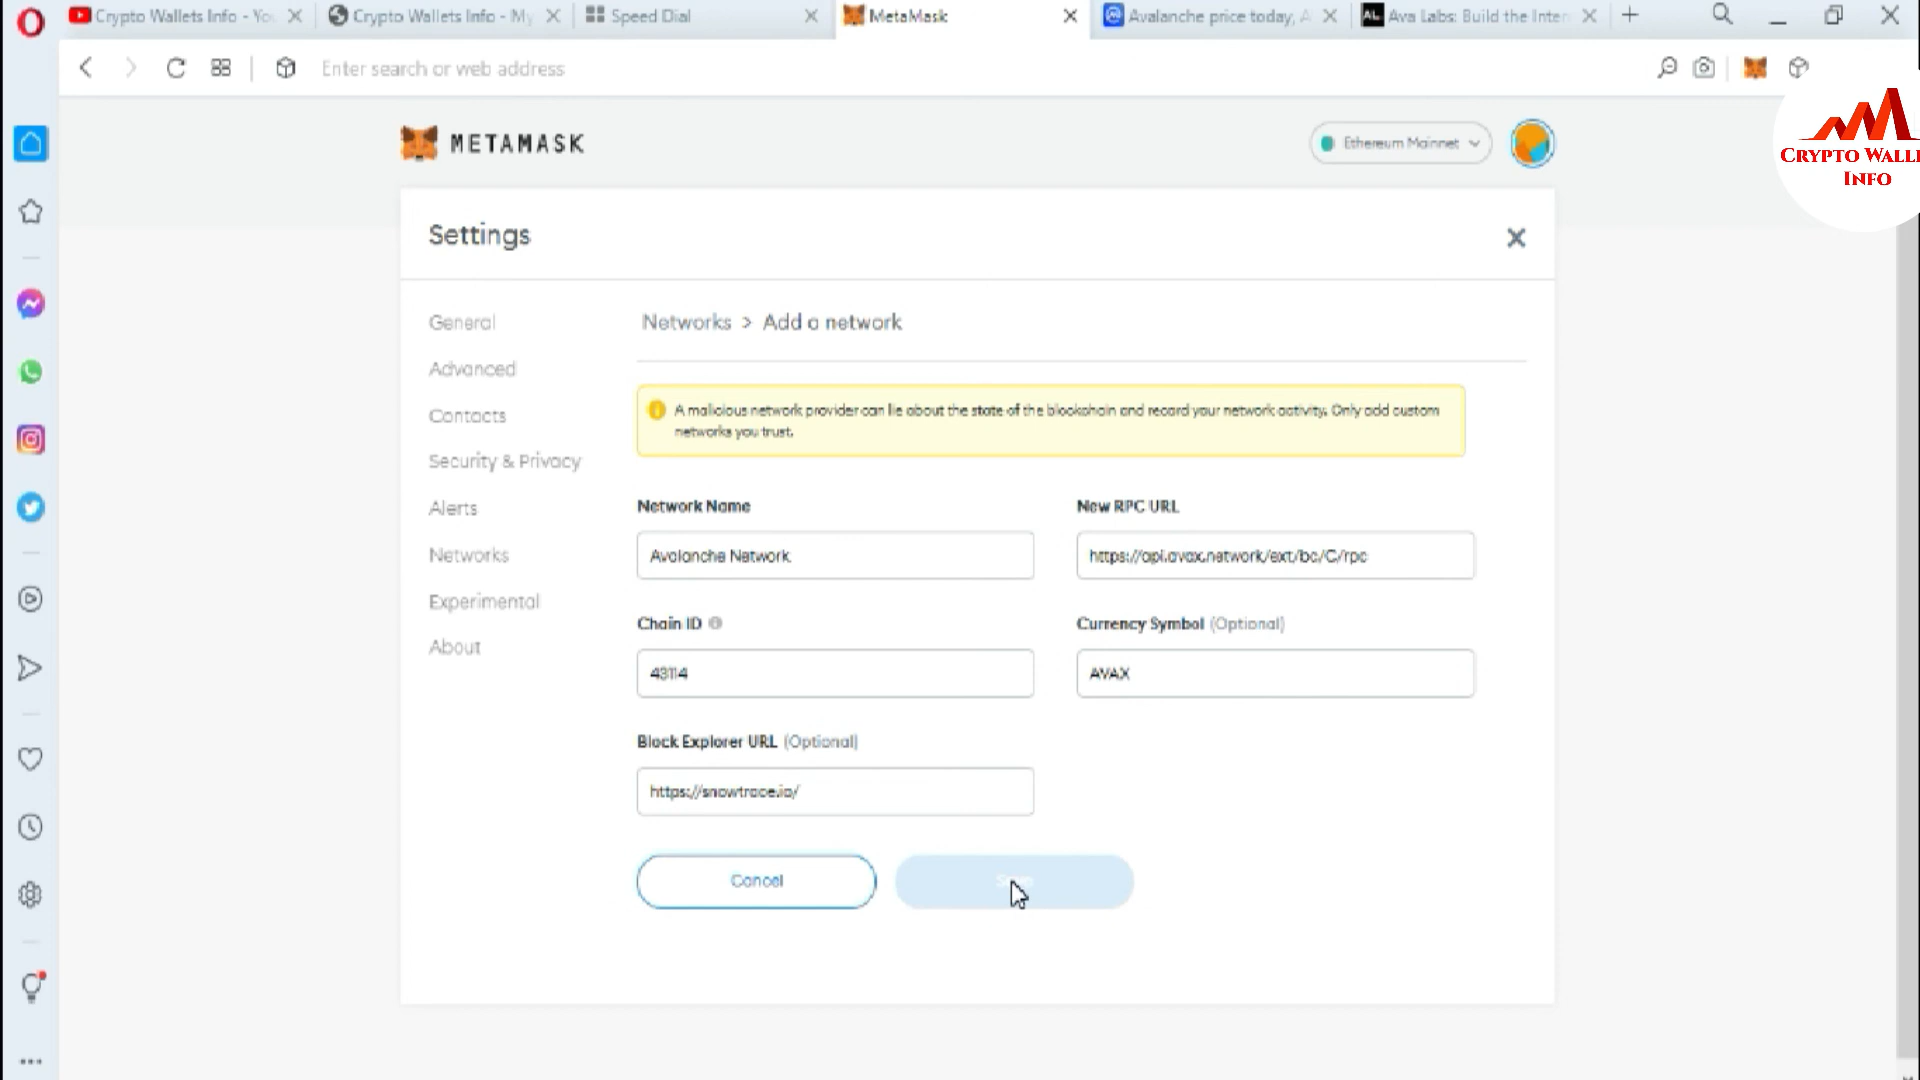 Crypto Wallets Info - You
Crypto Wallets Info - My
Speed Dial
MetaMask
Avalanche price today, A
Ava Labs: Build the Inter
Enter search or web address
METAMASK
Ethereum Mainnet
CRYPTO WALLE
INFO
Settings
General
Advanced
Contacts
Security & Privacy
Alerts
Networks
Experimental
About
Networks > Add a network
A malicious network provider can lie about the state of the blockchain and record your network activity. Only add custom
networks you trust.
Network Name
Avalanche Network
New RPC URL
https://api.avax.network/ext/bc/C/rpc
Chain ID
43114
Currency Symbol (Optional)
AVAX
Block Explorer URL (Optional)
https://snowtrace.io/
Cancel